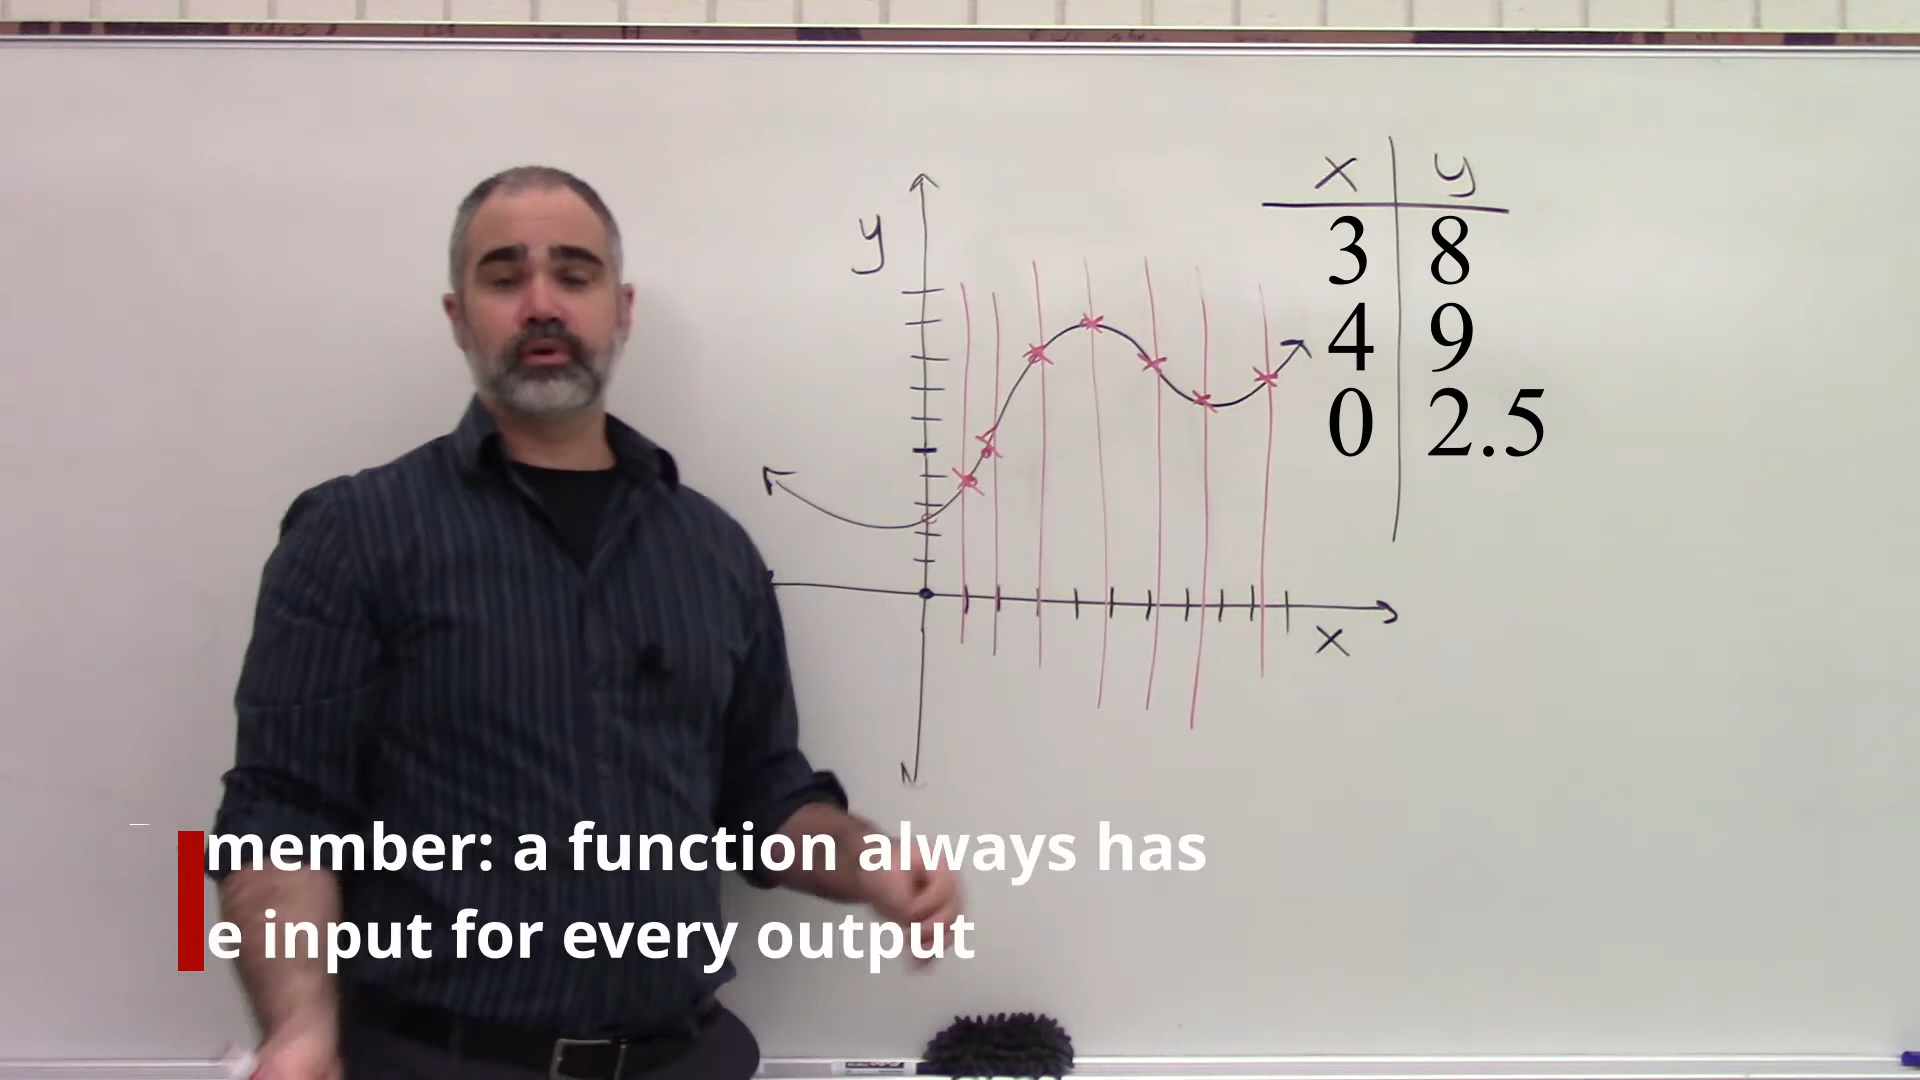 x y
3 8
4 9
0 2.5
y
x
member: a function always has
e input for every output